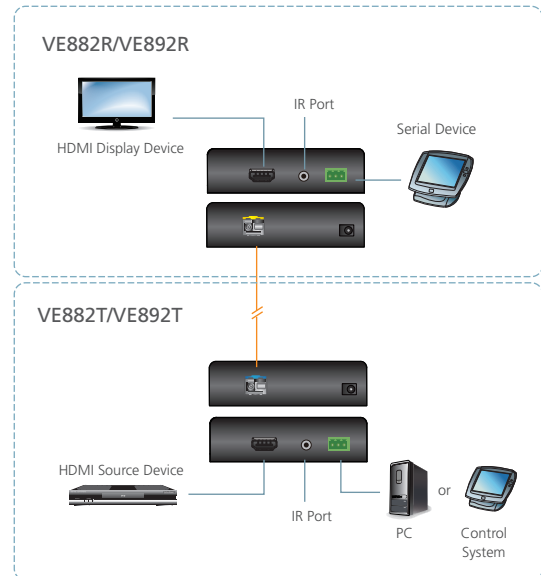 VE882R/VE892R
IR Port
Serial Device
HDMI Display Device
VE882T/VE892T
HDMI Source Device
IR Port
or
PC
Control
System